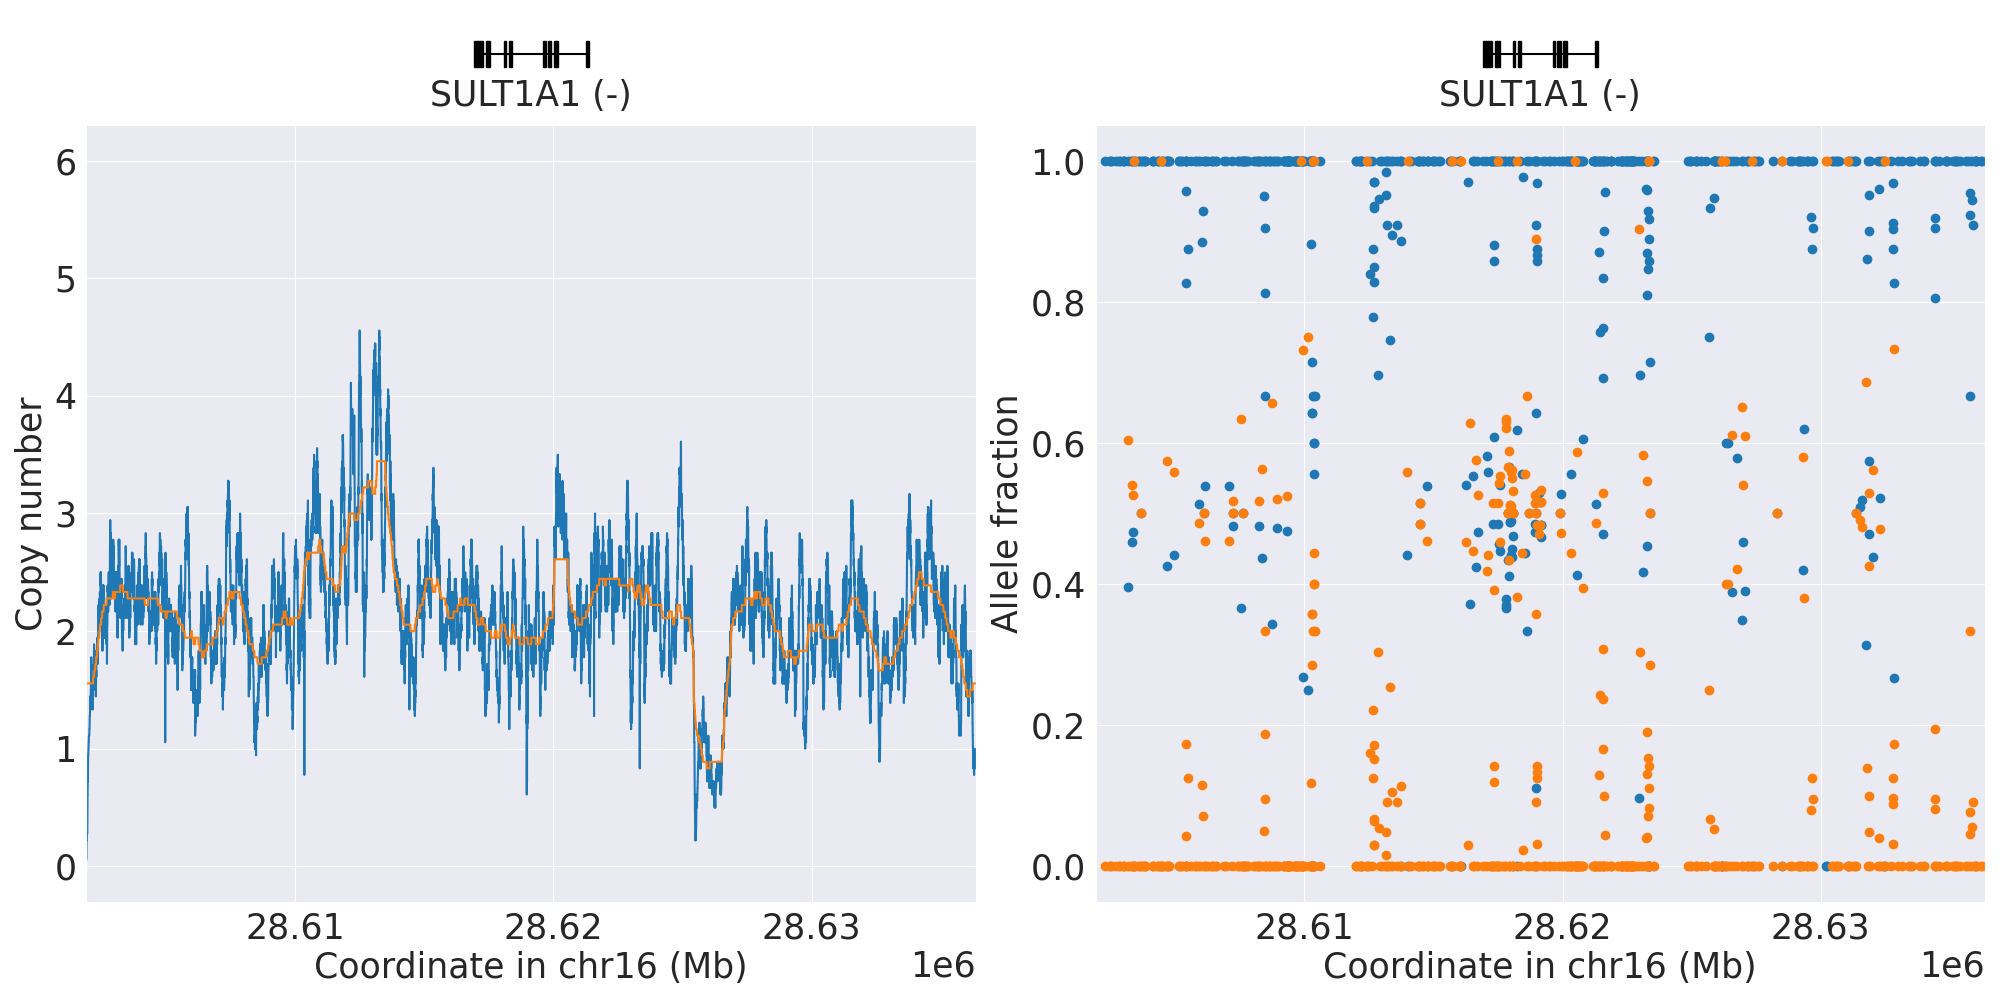 SULT1A1 (-)
SULT1A1 (-)
Copy number
6
5
4
3
2
1
0
28.61
28.62
28.63
Coordinate in chr16 (Mb)
1e6
Allele fraction
1.0
0.8
0.6
0.4
0.2
0.0
28.61
28.62
28.63
Coordinate in chr16 (Mb)
1e6